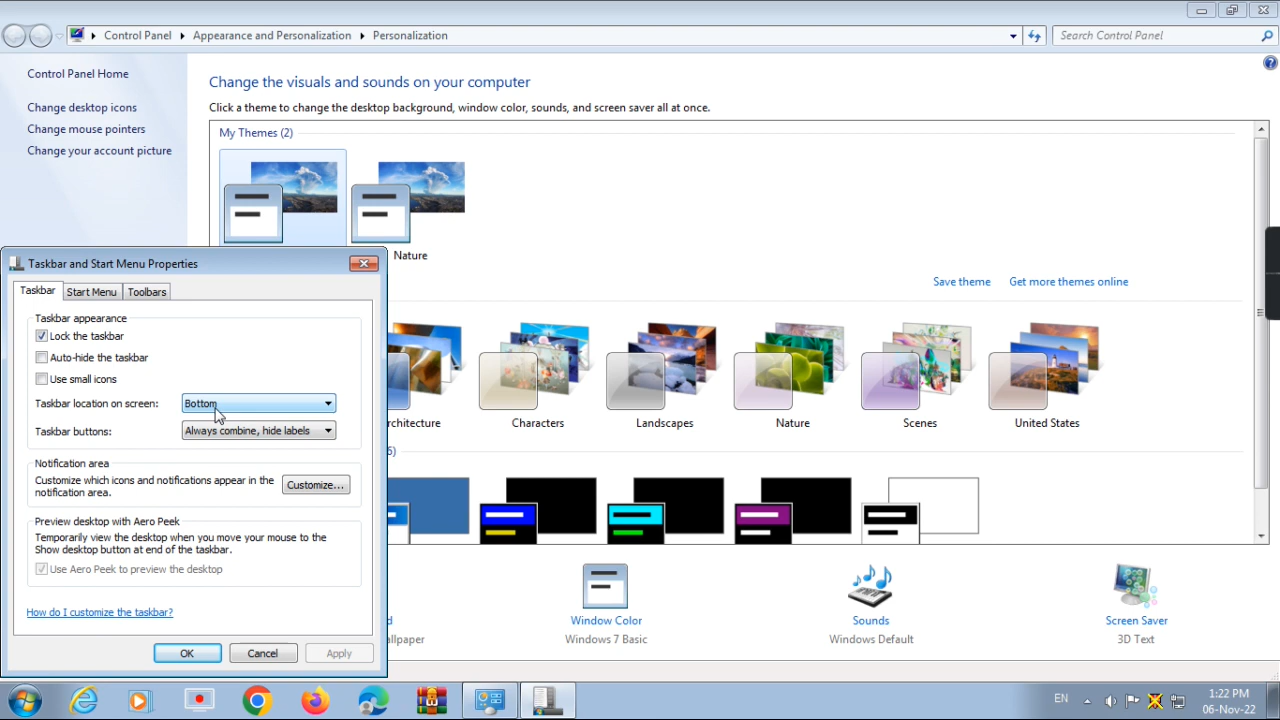 Control Panel
Appearance and Personalization
Personalization
Search Control Panel
Control Panel Home
Change desktop icons
Change mouse pointers
Change your account picture
Change the visuals and sounds on your computer
Click a theme to change the desktop background, window color, sounds, and screen saver all at once.
My Themes (2)
Nature
Save theme
Get more themes online
rchitecture
Characters
Landscapes
Nature
Scenes
United States
Window Color
Windows 7 Basic
Sounds
Windows Default
Screen Saver
3D Text
d
llpaper
Taskbar and Start Menu Properties
Taskbar
Start Menu
Toolbars
Taskbar appearance
Lock the taskbar
Auto-hide the taskbar
Use small icons
Taskbar location on screen:
Bottom
Taskbar buttons:
Always combine, hide labels
Notification area
Customize which icons and notifications appear in the
notification area.
Customize...
Preview desktop with Aero Peek
Temporarily view the desktop when you move your mouse to the
Show desktop button at end of the taskbar.
Use Aero Peek to preview the desktop
How do I customize the taskbar?
OK
Cancel
Apply
EN
1:22 PM
06-Nov-22